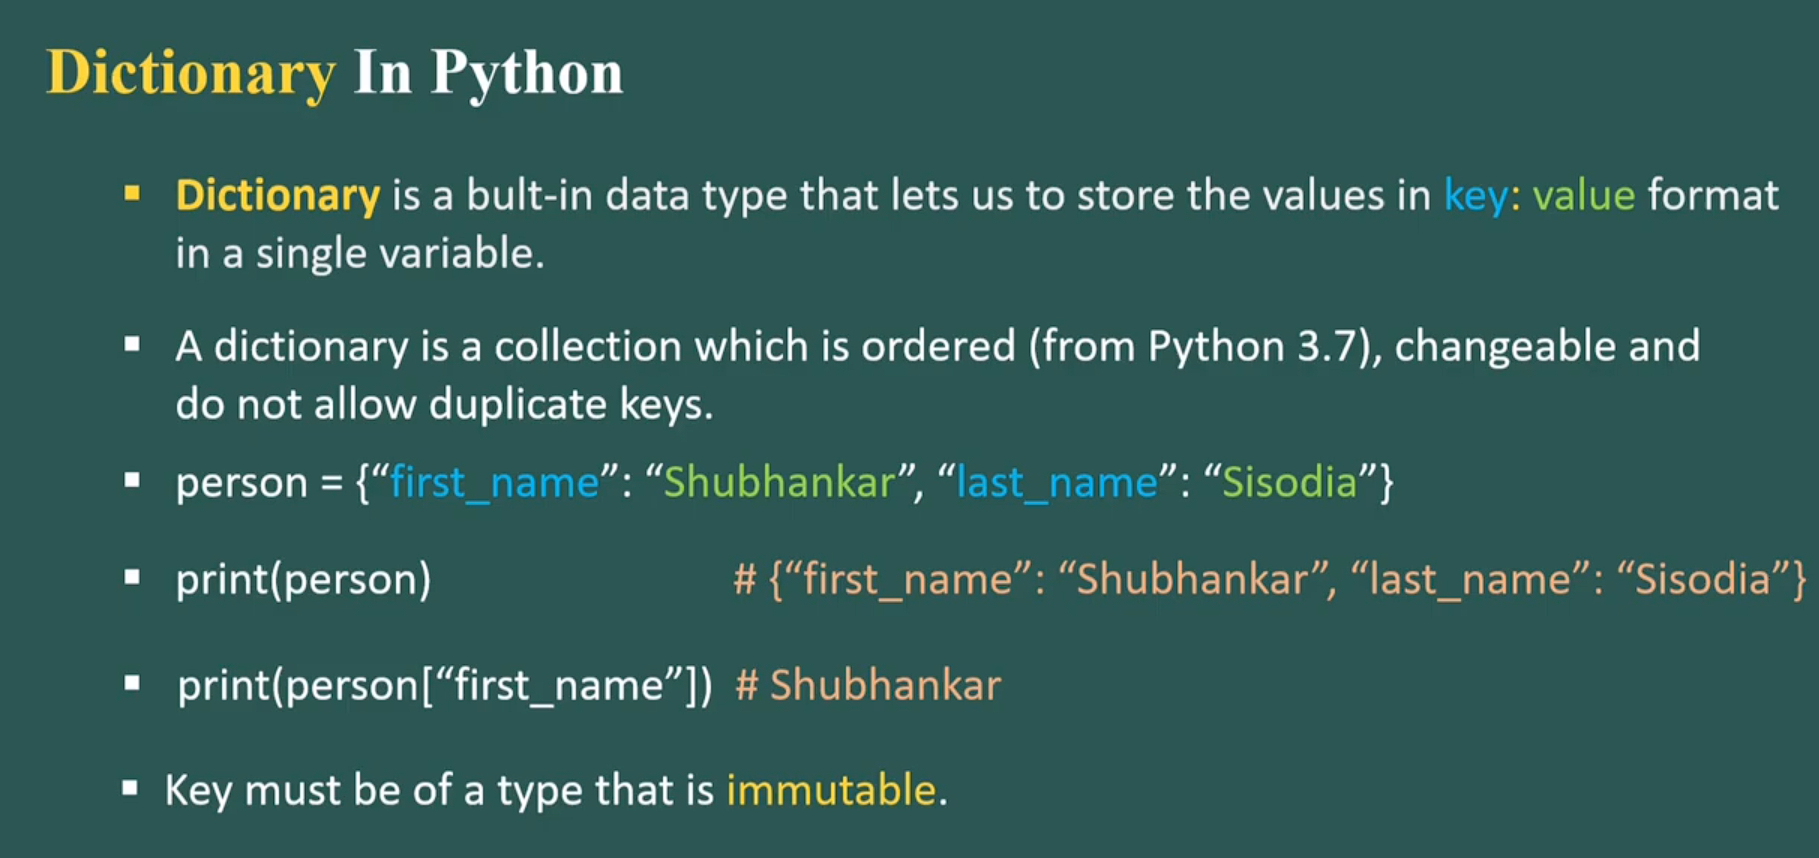 Dictionary In Python
▪ Dictionary is a bult-in data type that lets us to store the values in key: value format
in a single variable.
▪ A dictionary is a collection which is ordered (from Python 3.7), changeable and
do not allow duplicate keys.
▪ person = {“first_name”: “Shubhankar”, “last_name”: “Sisodia”}
▪ print(person) # {“first_name”: “Shubhankar”, “last_name”: “Sisodia”}
▪ print(person[“first_name”]) # Shubhankar
▪ Key must be of a type that is immutable.